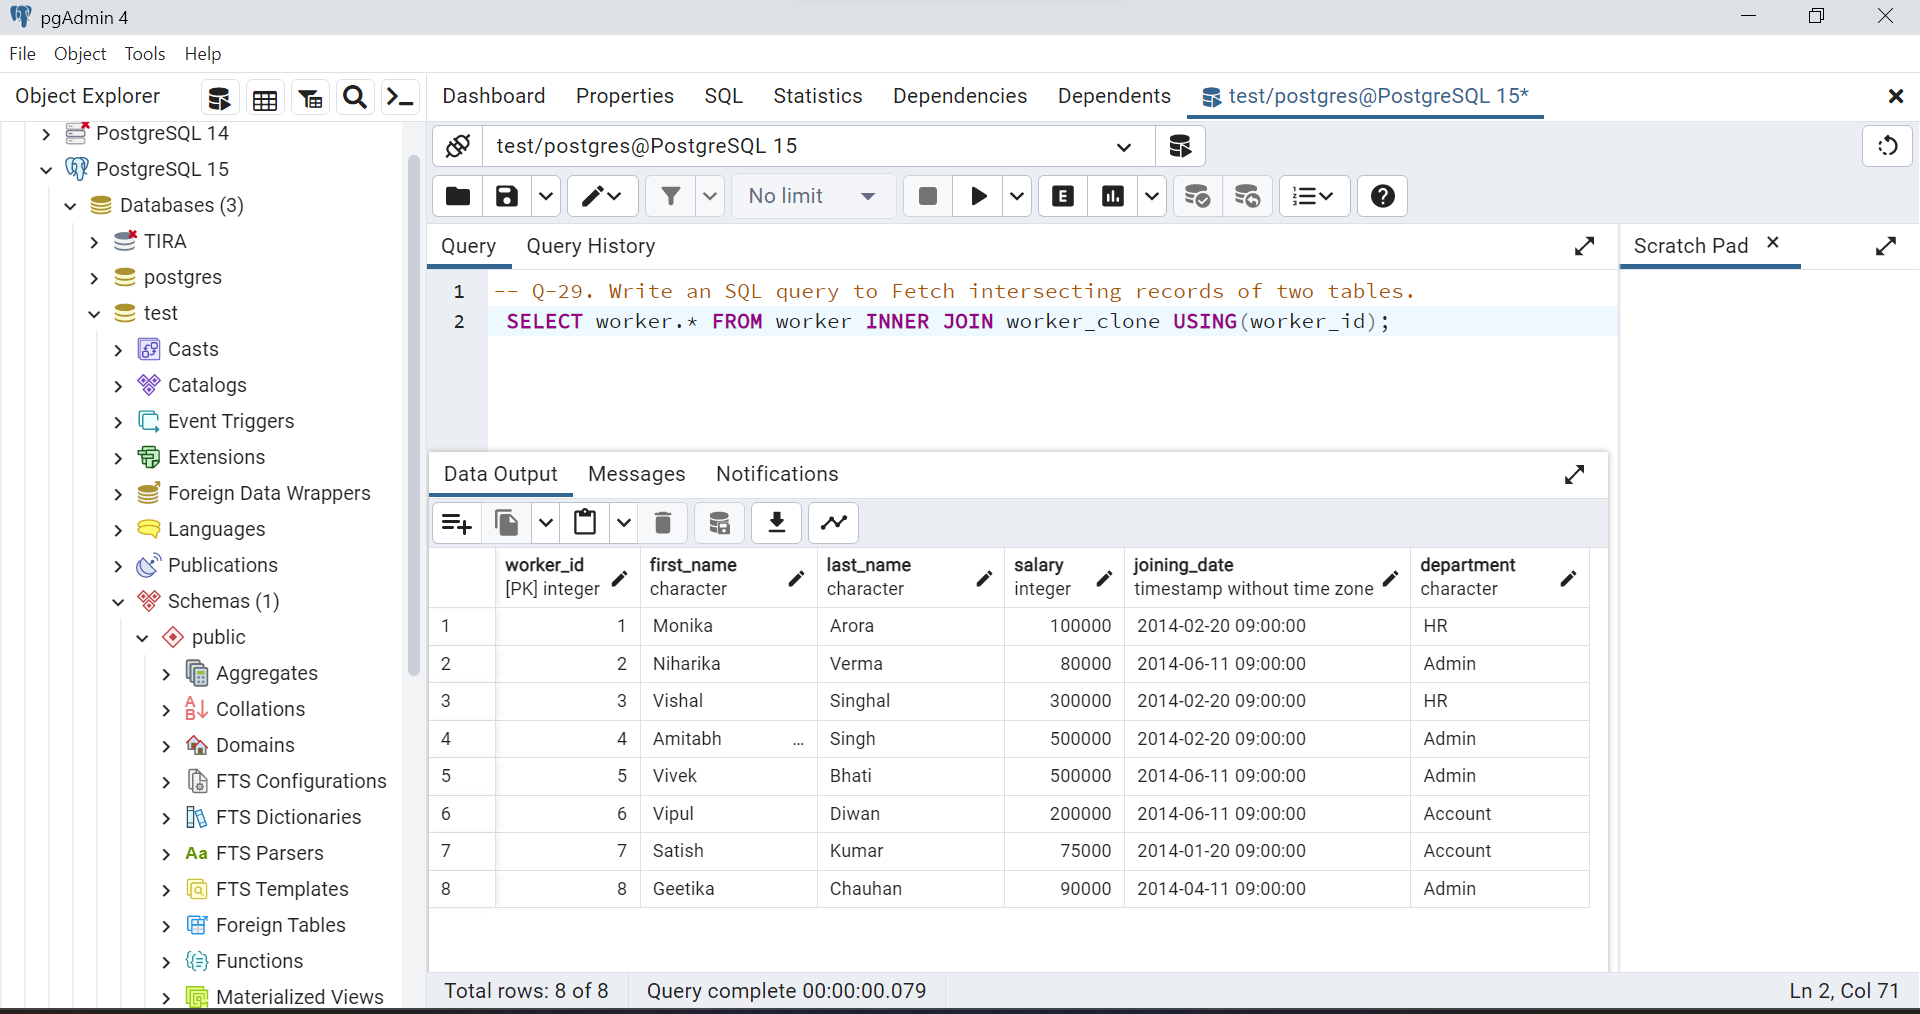 pgAdmin 4
File Object Tools Help
Object Explorer
Dashboard Properties SQL Statistics Dependencies Dependents test/postgres@PostgreSQL 15*
PostgreSQL 14
PostgreSQL 15
Databases (3)
TIRA
postgres
test
Casts
Catalogs
Event Triggers
Extensions
Foreign Data Wrappers
Languages
Publications
Schemas (1)
public
Aggregates
Collations
Domains
FTS Configurations
FTS Dictionaries
Aa FTS Parsers
FTS Templates
Foreign Tables
Functions
Materialized Views
test/postgres@PostgreSQL 15
No limit E
Query Query History
Scratch Pad
1 -- Q-29. Write an SQL query to Fetch intersecting records of two tables.
2 SELECT worker.* FROM worker INNER JOIN worker_clone USING(worker_id);
Data Output Messages Notifications
worker_id first_name last_name salary joining_date department
[PK] integer character character integer timestamp without time zone character
1 1 Monika Arora 100000 2014-02-20 09:00:00 HR
2 2 Niharika Verma 80000 2014-06-11 09:00:00 Admin
3 3 Vishal Singhal 300000 2014-02-20 09:00:00 HR
4 4 Amitabh ... Singh 500000 2014-02-20 09:00:00 Admin
5 5 Vivek Bhati 500000 2014-06-11 09:00:00 Admin
6 6 Vipul Diwan 200000 2014-06-11 09:00:00 Account
7 7 Satish Kumar 75000 2014-01-20 09:00:00 Account
8 8 Geetika Chauhan 90000 2014-04-11 09:00:00 Admin
Total rows: 8 of 8 Query complete 00:00:00.079 Ln 2, Col 71